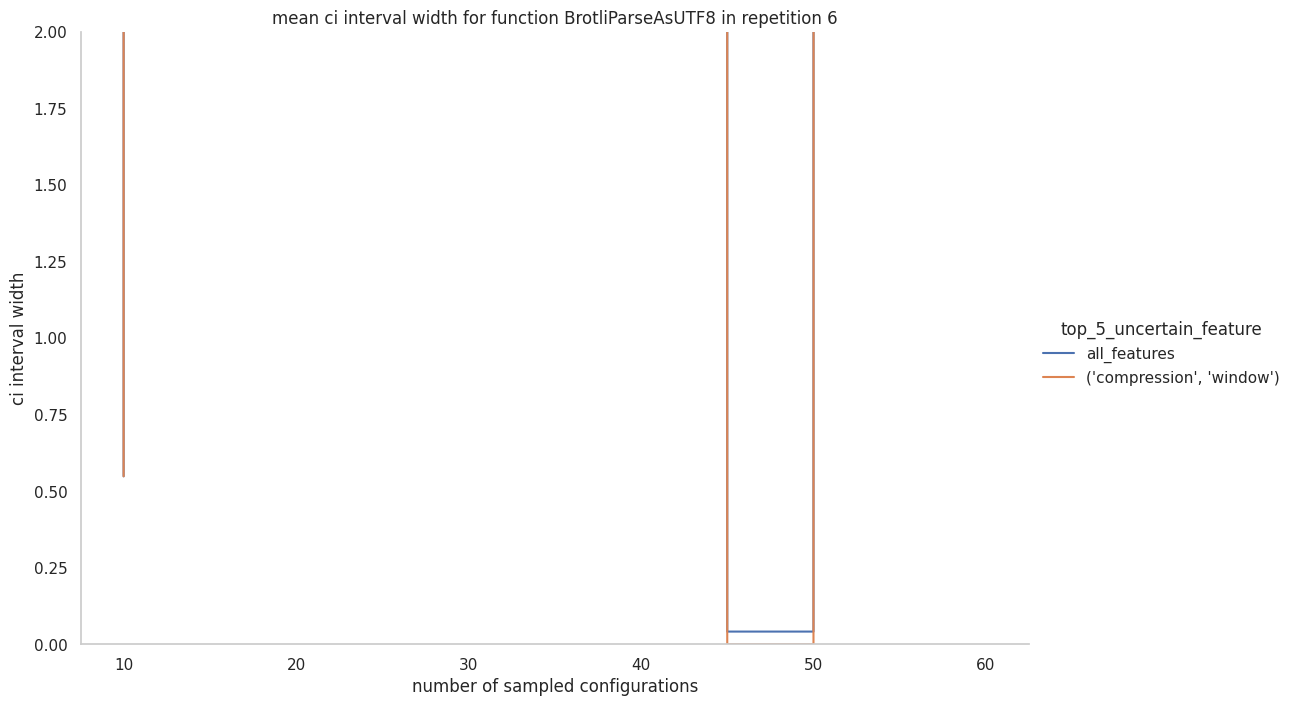 mean ci interval width for function BrotliParseAsUTF8 in repetition 6
2.00
1.75
1.50
1.25
1.00
0.75
0.50
0.25
0.00
ci interval width
10 20 30 40 50 60
number of sampled configurations
top_5_uncertain_feature
all_features
('compression', 'window')